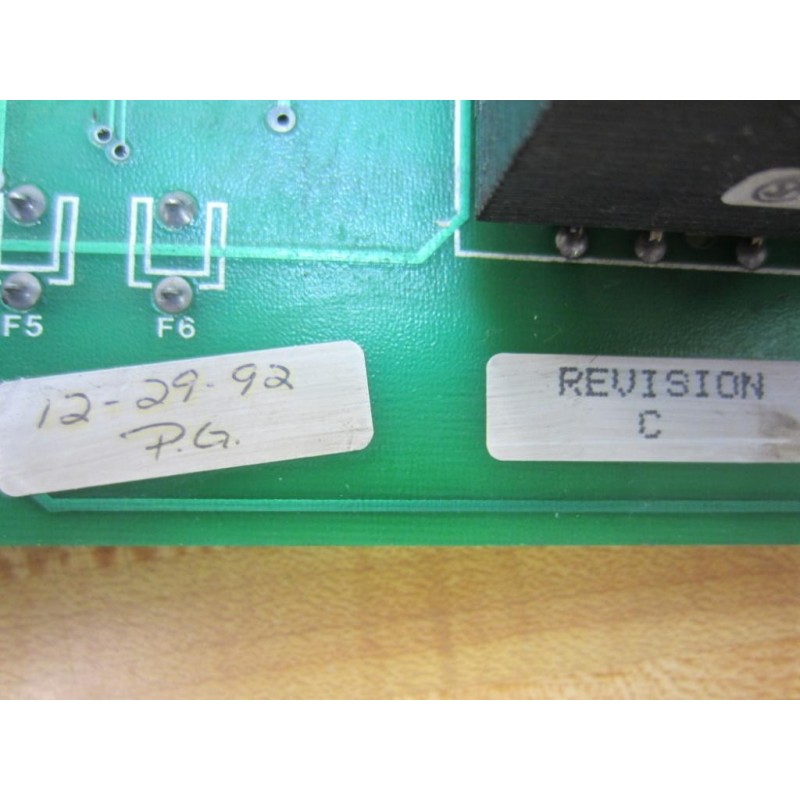 F5 F6
12-29-92
P.G.
REVISION
C